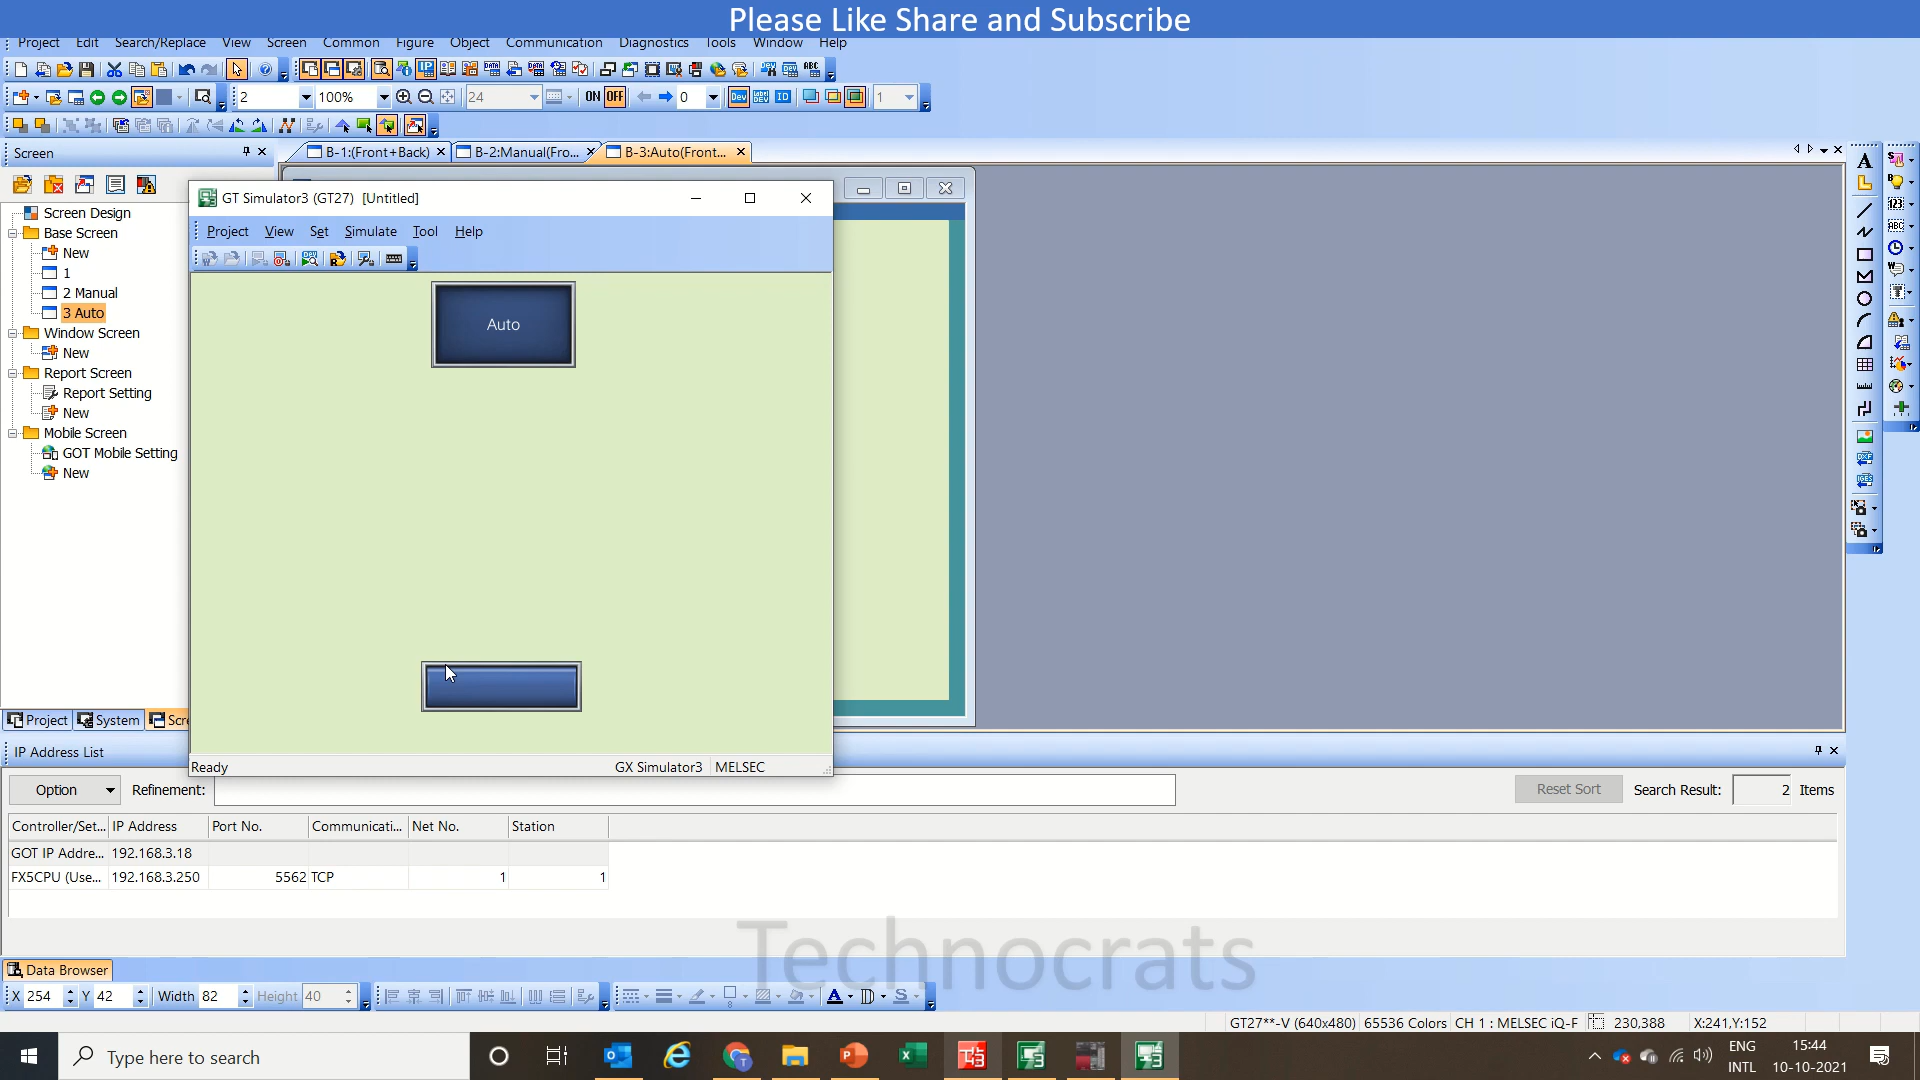 Please Like Share and Subscribe
Project Edit Search/Replace View Screen Common Figure Object Communication Diagnostics Tools Window Help
2 100% 24 ON OFF 0 Dev ID 1
Screen
B-1:(Front+Back) B-2:Manual(Fro... B-3:Auto(Front...
Screen Design
Base Screen
New
1
2 Manual
3 Auto
Window Screen
New
Report Screen
Report Setting
New
Mobile Screen
GOT Mobile Setting
New
Project System Scr
GT Simulator3 (GT27) [Untitled]
Project View Set Simulate Tool Help
Auto
Ready GX Simulator3 MELSEC
IP Address List
Option Refinement: Reset Sort Search Result: 2 Items
Controller/Set... IP Address Port No. Communicati... Net No. Station
GOT IP Addre... 192.168.3.18
FX5CPU (Use... 192.168.3.250 5562 TCP 1 1
Technocrats
Data Browser
X 254 Y 42 Width 82 Height 40
GT27**-V (640x480) 65536 Colors CH 1 : MELSEC iQ-F 230,388 X:241,Y:152
Type here to search
ENG
INTL
15:44
10-10-2021